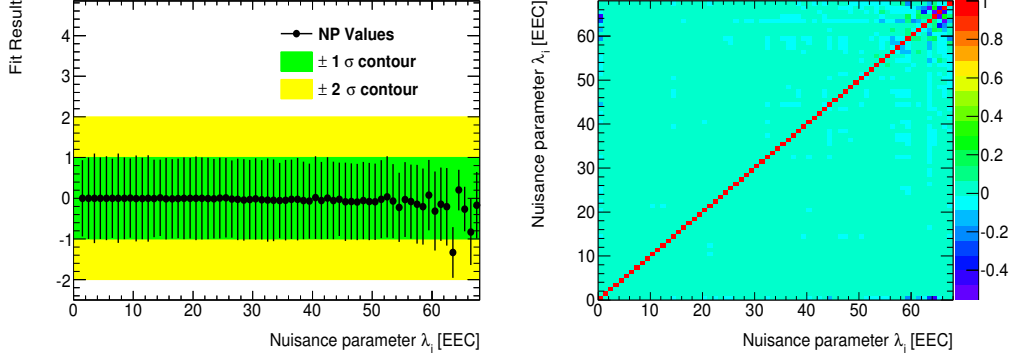 Fit Result
4
3
2
1
0
-1
-2
NP Values
± 1 σ contour
± 2 σ contour
0 10 20 30 40 50 60
Nuisance parameter λi [EEC]
Nuisance parameter λi [EEC]
60
50
40
30
20
10
0
0 10 20 30 40 50 60
Nuisance parameter λi [EEC]
1
0.8
0.6
0.4
0.2
0
-0.2
-0.4